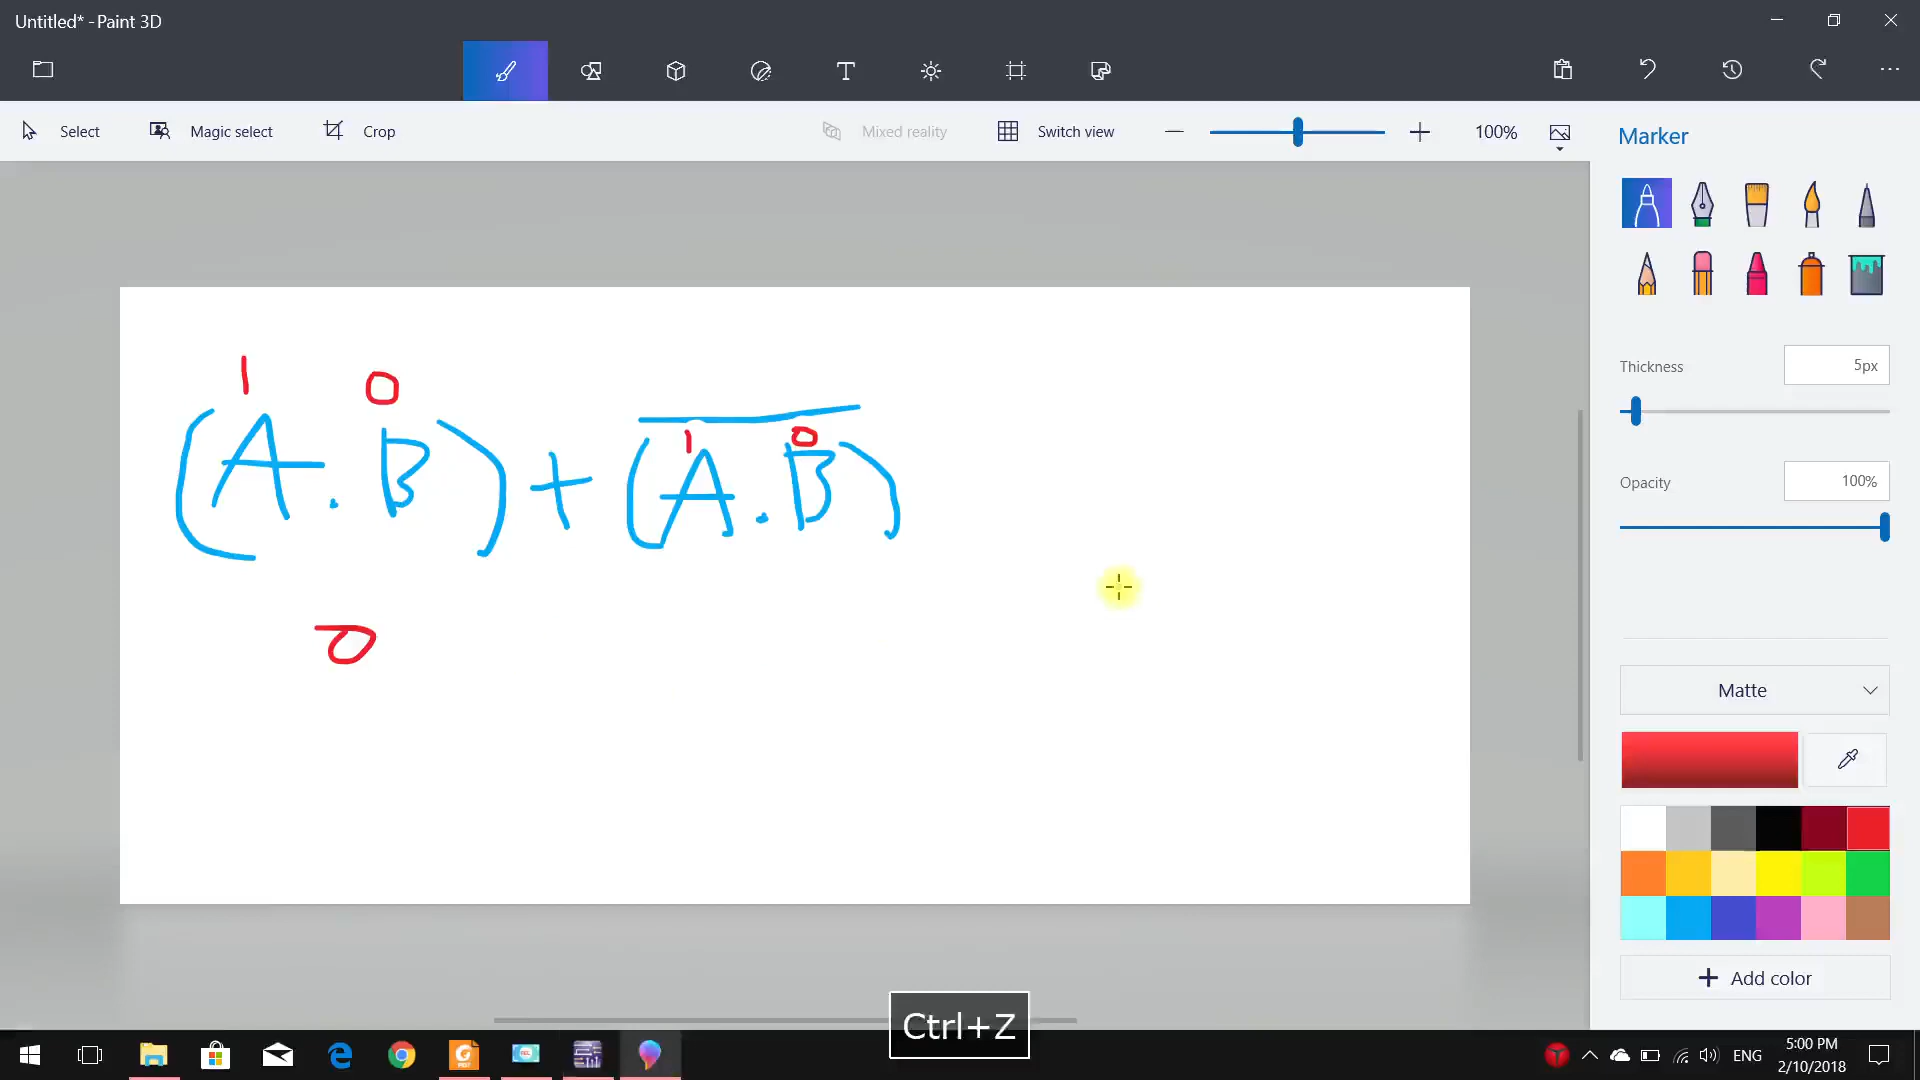 Untitled* - Paint 3D
Select
Magic select
Crop
Mixed reality
Switch view
100%
Marker
Thickness
5px
Opacity
100%
Matte
Add color
1 0
1 0
(A.B) + (A.B)
0
Ctrl+Z
ENG
5:00 PM
2/10/2018